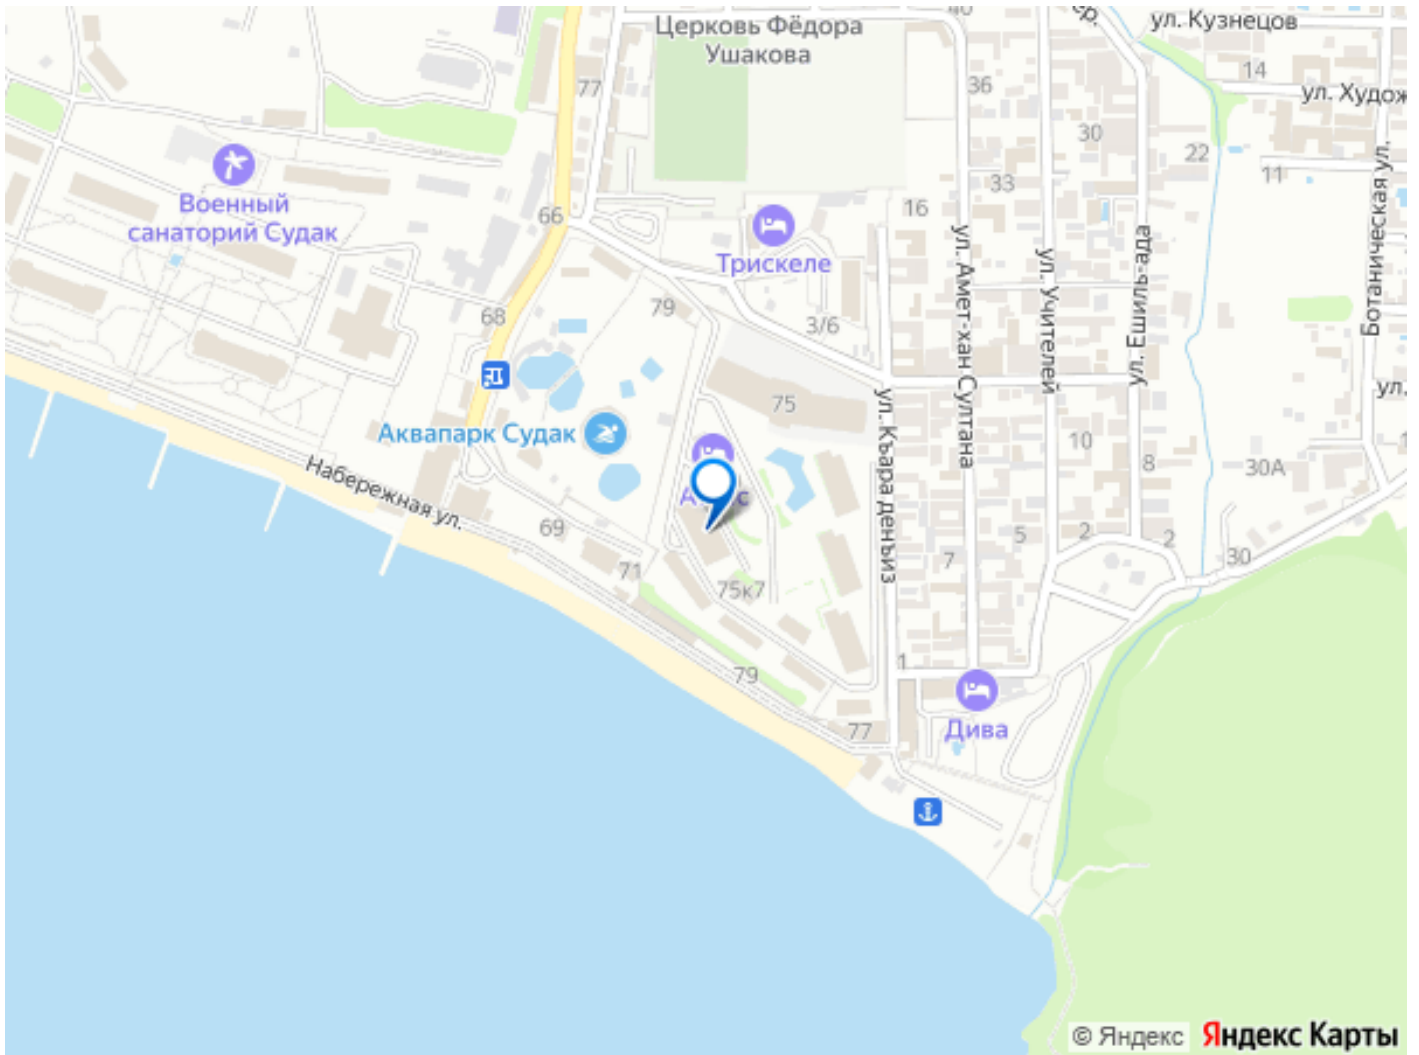 40
ер.
ул. Кузнецов
Церковь Фёдора
Ушакова
14
77
36
ул. Худож
30
22
11
Военный
санаторий Судак
33
16
66
Ботаническая ул.
Трискеле
ул. Амет-хан Султана
ул. Учителей
ул. Ешиль-ада
79
68
3/6
75
ул. Къара денъиз
ул.
Аквапарк Судак
10
8
30А
Набережная ул.
69
5
2
2
7
30
71
75к7
1
79
77
Дива
© Яндекс
Яндекс Карты